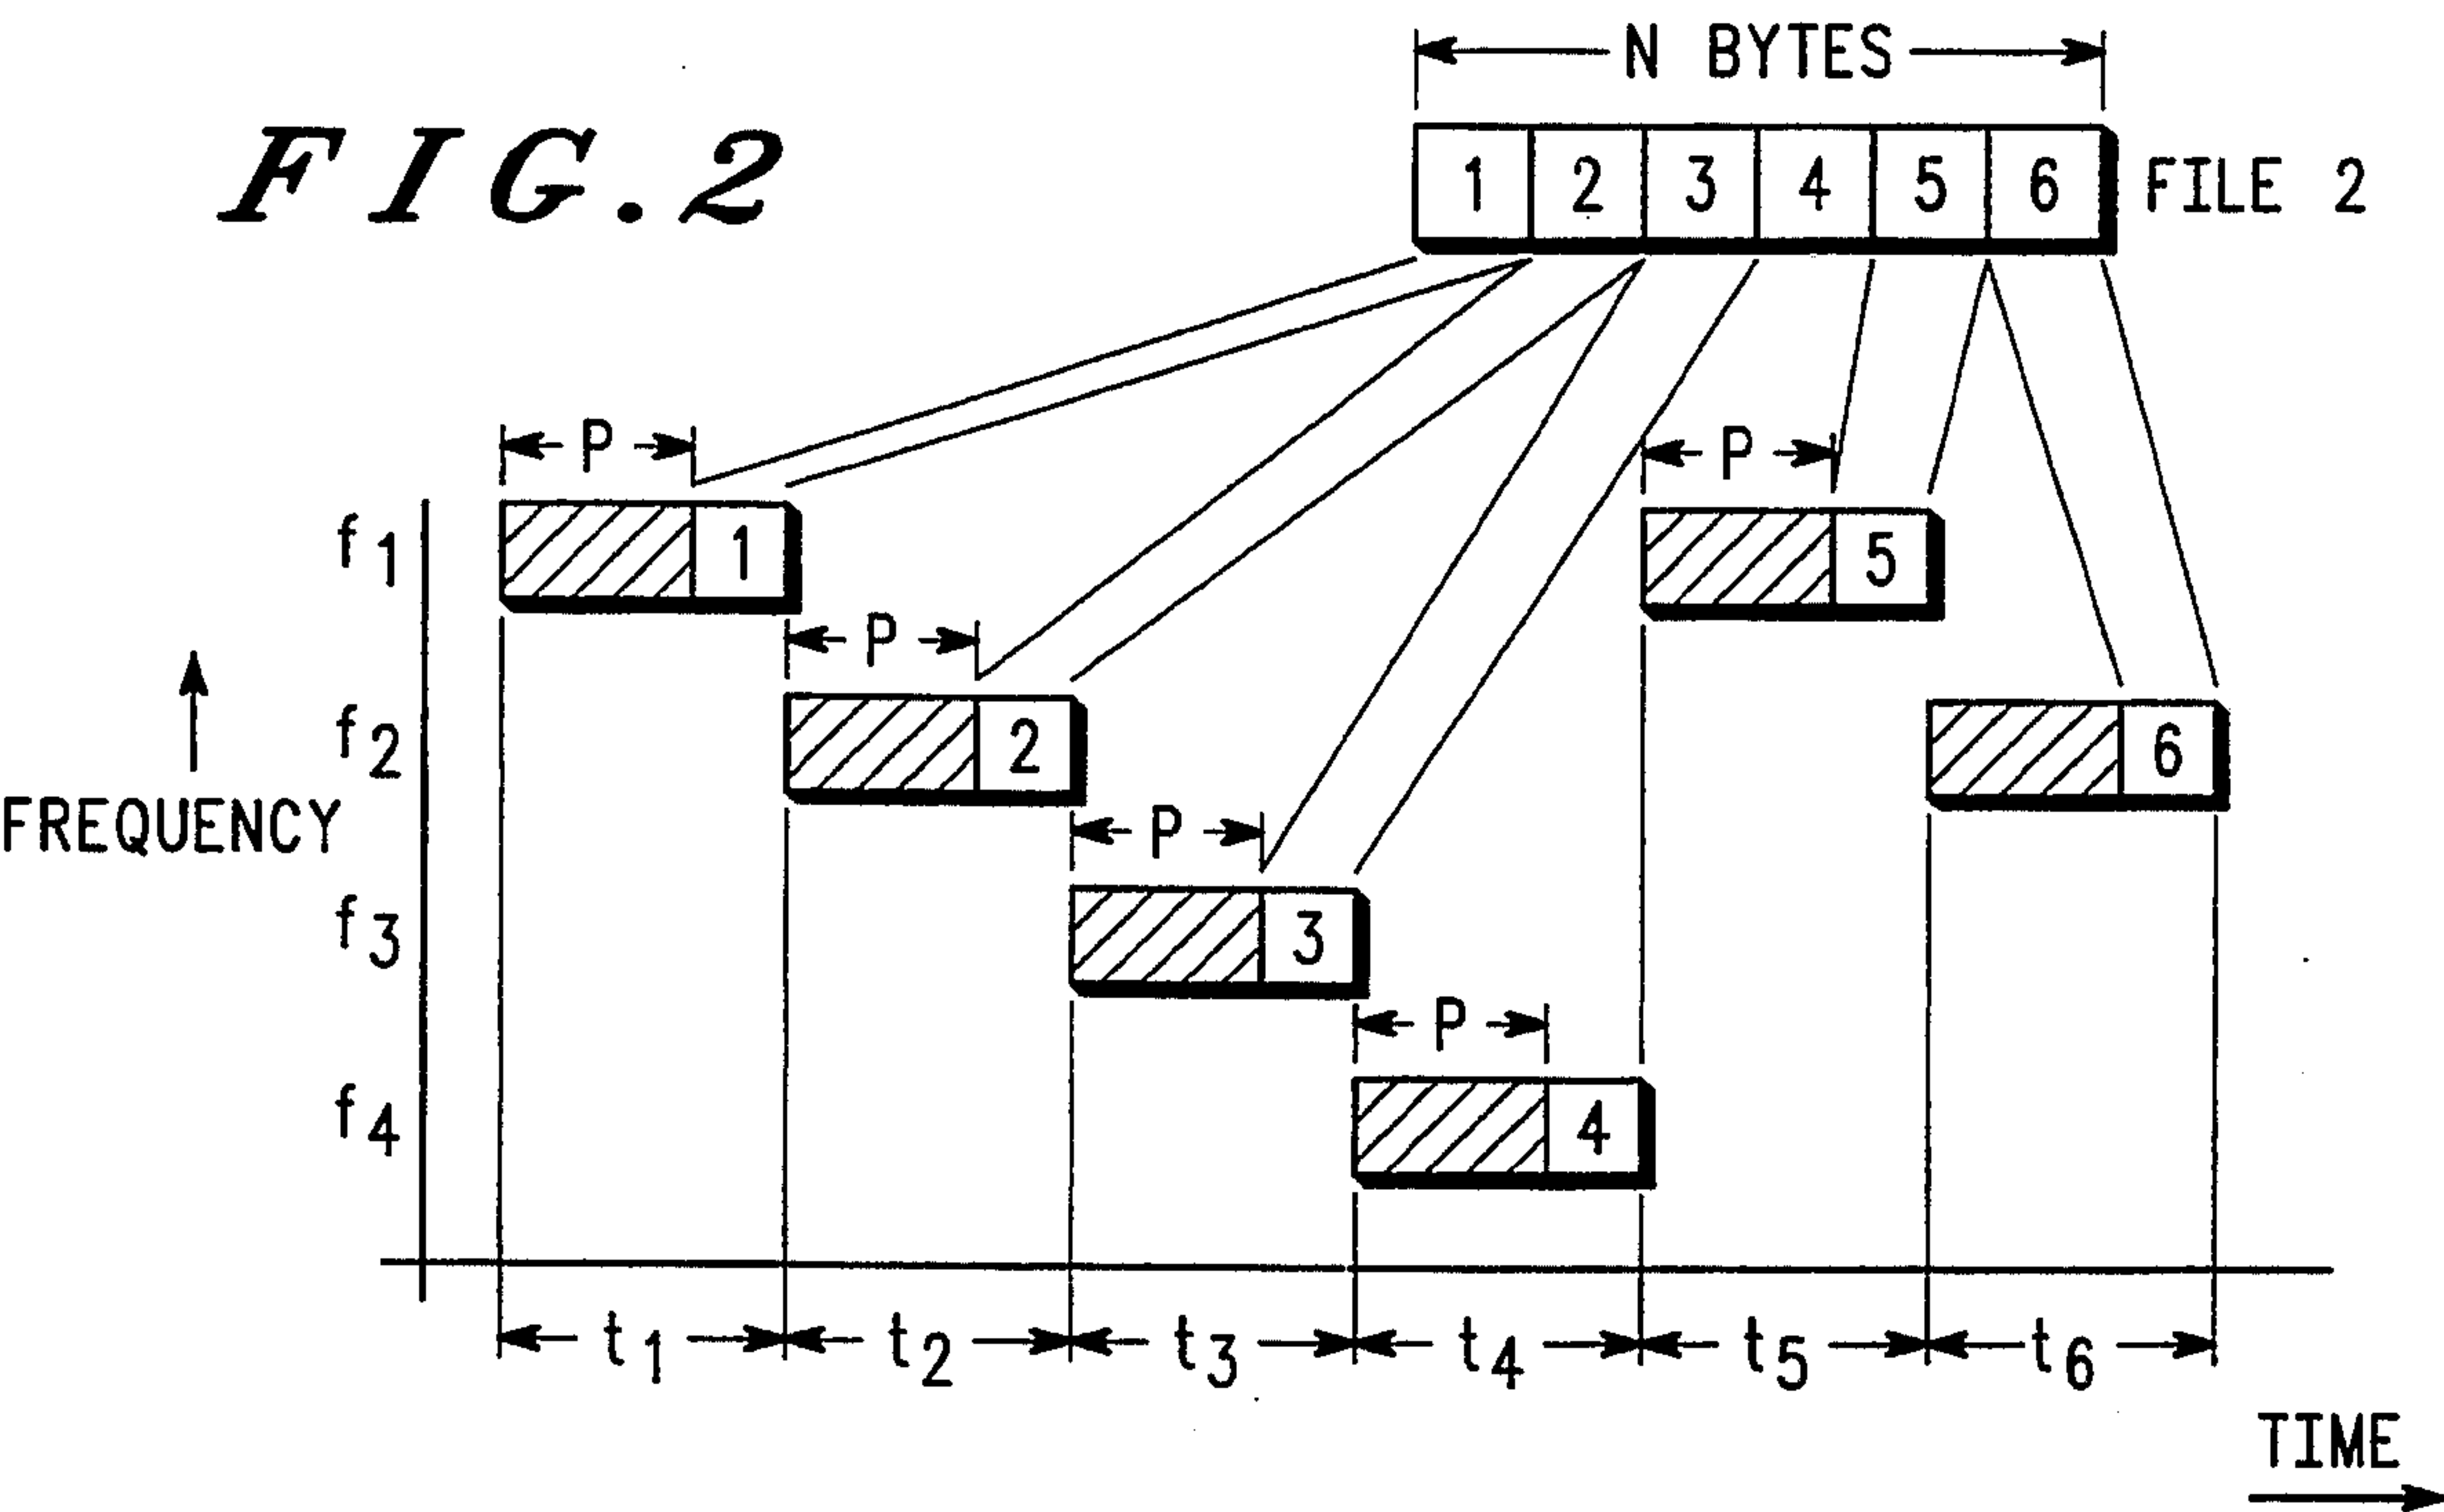 N BYTES
FIG.2
1 2 3 4 5 6 FILE 2
P
P
f1
1
5
P
f2
2
6
FREQUENCY
P
f3
3
P
f4
4
t1 t2 t3 t4 t5 t6
TIME